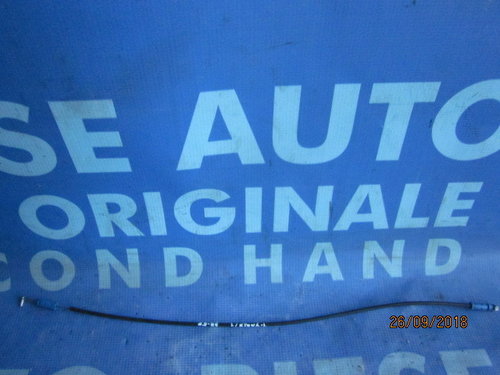 SE AUTO
ORIGINALE
COND HAND
26/09/2018